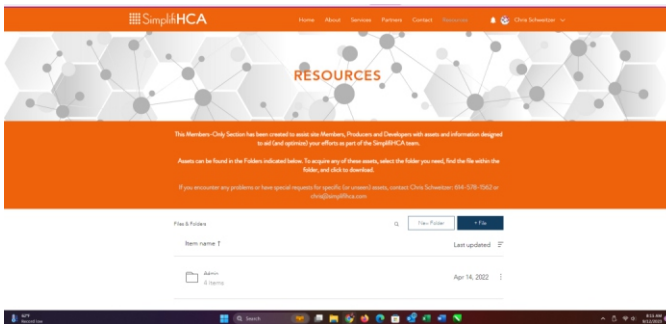 SimplifiHCA
Home About Services Partners Contact Resources Chris Schweitzer
RESOURCES
This Members-Only Section has been created to assist site Members, Producers and Developers with assets and information designed
to aid (and optimize) your efforts as part of the SimplifiHCA team.
Assets can be found in the Folders indicated below. To acquire any of these assets, select the folder you need, find the file within the
folder, and click to download.
If you encounter any problems or have special requests for specific (or unseen) assets, contact Chris Schweitzer: 614-578-1562 or
chris@simplifihca.com
Files & Folders New Folder + File
Item name ↑ Last updated
Admin Apr 14, 2022
4 items
Search